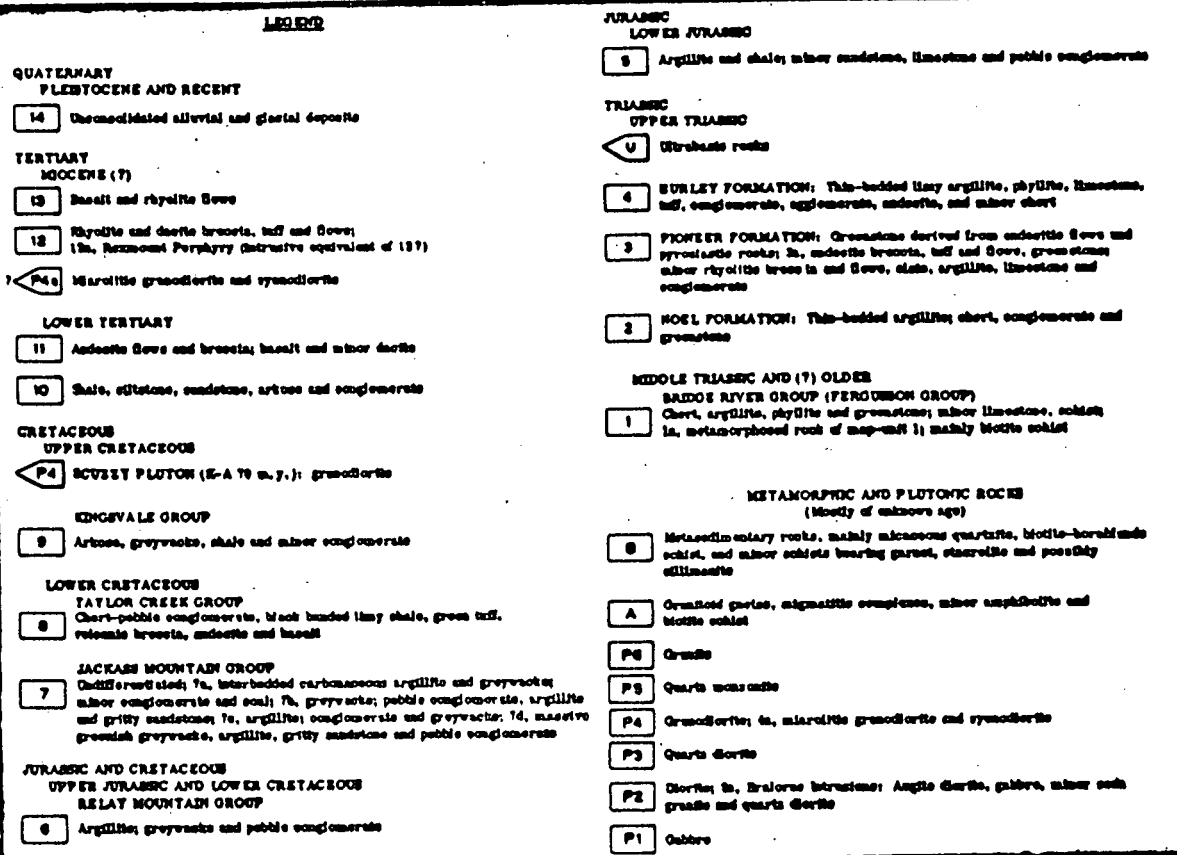 LEGEND
QUATERNARY
PLEISTOCENE AND RECENT
14 Unconsolidated alluvial and glacial deposits
TERTIARY
MIOCENE (?)
13 Basalt and rhyolite flows
12 Rhyolite and dacite breccia, tuff and flows;
12a, Rexmount Porphyry (intrusive equivalent of 12?)
? P4a Miarolitic granodiorite and syenodiorite
LOWER TERTIARY
11 Andesite flows and breccia; basalt and minor dacite
10 Shale, siltstone, sandstone, arkose and conglomerate
CRETACEOUS
UPPER CRETACEOUS
P4 SCUZZY PLUTON (K-A 70 m.y.): granodiorite
KINGSVALE GROUP
9 Arkose, greywacke, shale and minor conglomerate
LOWER CRETACEOUS
TAYLOR CREEK GROUP
8 Chert-pebble conglomerate, black banded limy shale, green tuff,
volcanic breccia, andesite and basalt
JACKASS MOUNTAIN GROUP
7 Undifferentiated; 7a, interbedded carbonaceous argillite and greywacke;
minor conglomerate and coal; 7b, greywacke; pebble conglomerate, argillite
and gritty sandstone; 7c, argillite; conglomerate and greywacke; 7d, massive
greenish greywacke, argillite, gritty sandstone and pebble conglomerate
JURASSIC AND CRETACEOUS
UPPER JURASSIC AND LOWER CRETACEOUS
RELAY MOUNTAIN GROUP
6 Argillite; greywacke and pebble conglomerate
JURASSIC
LOWER JURASSIC
5 Argillite and shale; minor sandstone, limestone and pebble conglomerate
TRIASSIC
UPPER TRIASSIC
U Ultrabasic rocks
4 HURLEY FORMATION: Thin-bedded limy argillite, phyllite, limestone,
tuff, conglomerate, agglomerate, andesite, and minor chert
3 PIONEER FORMATION: Greenstone derived from andesitic flows and
pyroclastic rocks; 3a, andesite breccia, tuff and flows, greenstone;
minor rhyolitic breccia and flows, slate, argillite, limestone and
conglomerate
2 NOEL FORMATION: Thin-bedded argillite; chert, conglomerate and
greenstone
MIDDLE TRIASSIC AND (?) OLDER
BRIDGE RIVER GROUP (FERGUSSON GROUP)
1 Chert, argillite, phyllite and greenstone; minor limestone, schist;
1a, metamorphosed rock of map-unit 1; mainly biotite schist
METAMORPHIC AND PLUTONIC ROCKS
(Mostly of unknown age)
B Metasedimentary rocks, mainly micaceous quartzite, biotite-hornblende
schist, and minor schists bearing garnet, staurolite and possibly
sillimanite
A Granitoid gneiss, migmatitic complexes, minor amphibolite and
biotite schist
P6 Granite
P5 Quartz monzonite
P4 Granodiorite; 4a, miarolitic granodiorite and syenodiorite
P3 Quartz diorite
P2 Diorite; 2a, Bralorne Intrusions: Augite diorite, gabbro, minor soda
granite and quartz diorite
P1 Gabbro